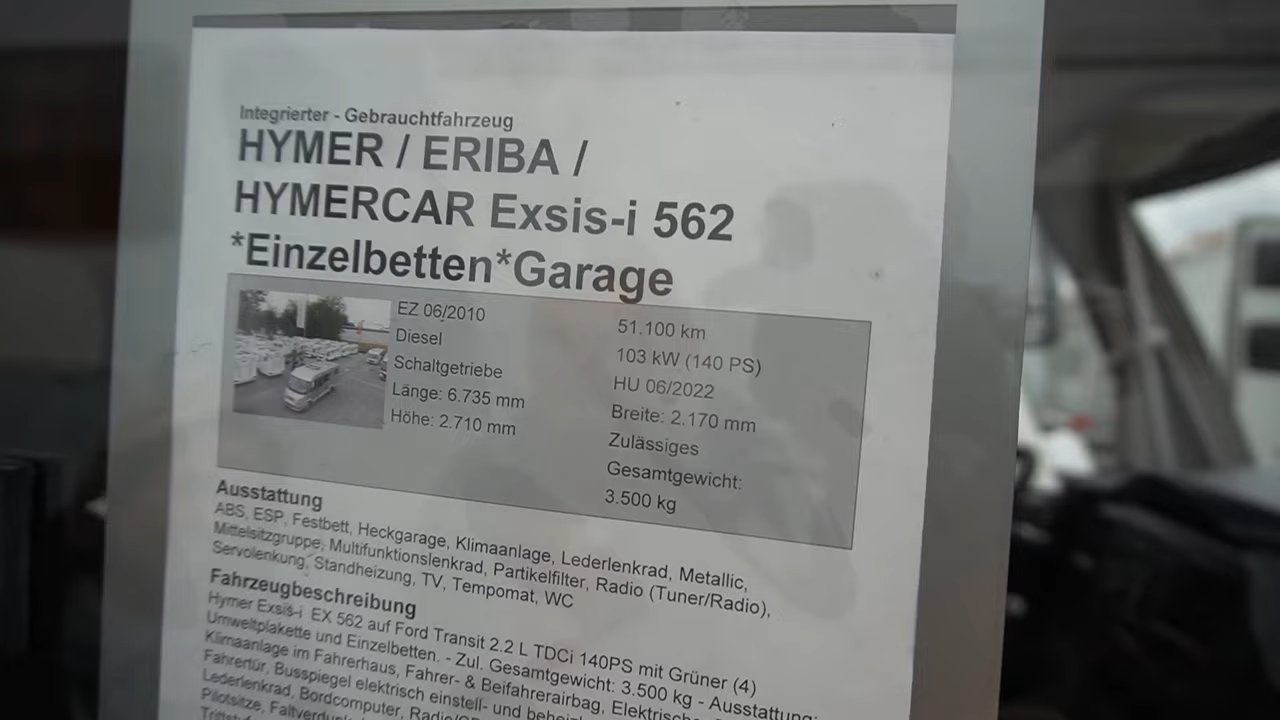 Integrierter - Gebrauchtfahrzeug
HYMER / ERIBA /
HYMERCAR Exsis-i 562
*Einzelbetten*Garage
EZ 06/2010
Diesel
Schaltgetriebe
Länge: 6.735 mm
Höhe: 2.710 mm
51.100 km
103 kW (140 PS)
HU 06/2022
Breite: 2.170 mm
Zulässiges
Gesamtgewicht:
3.500 kg
Ausstattung
ABS, ESP, Festbett, Heckgarage, Klimaanlage, Lederlenkrad, Metallic,
Mittelsitzgruppe, Multifunktionslenkrad, Partikelfilter, Radio (Tuner/Radio),
Servolenkung, Standheizung, TV, Tempomat, WC
Fahrzeugbeschreibung
Hymer Exsis-i EX 562 auf Ford Transit 2.2 L TDCi 140PS mit Grüner (4)
Umweltplakette und Einzelbetten. - Zul. Gesamtgewicht: 3.500 kg - Ausstattung:
Klimaanlage im Fahrerhaus, Fahrer- & Beifahrerairbag, Elektrische
Fahrertür, Busspiegel elektrisch einstell- und
Lederlenkrad, Bordcomputer,
Pilotsitze,